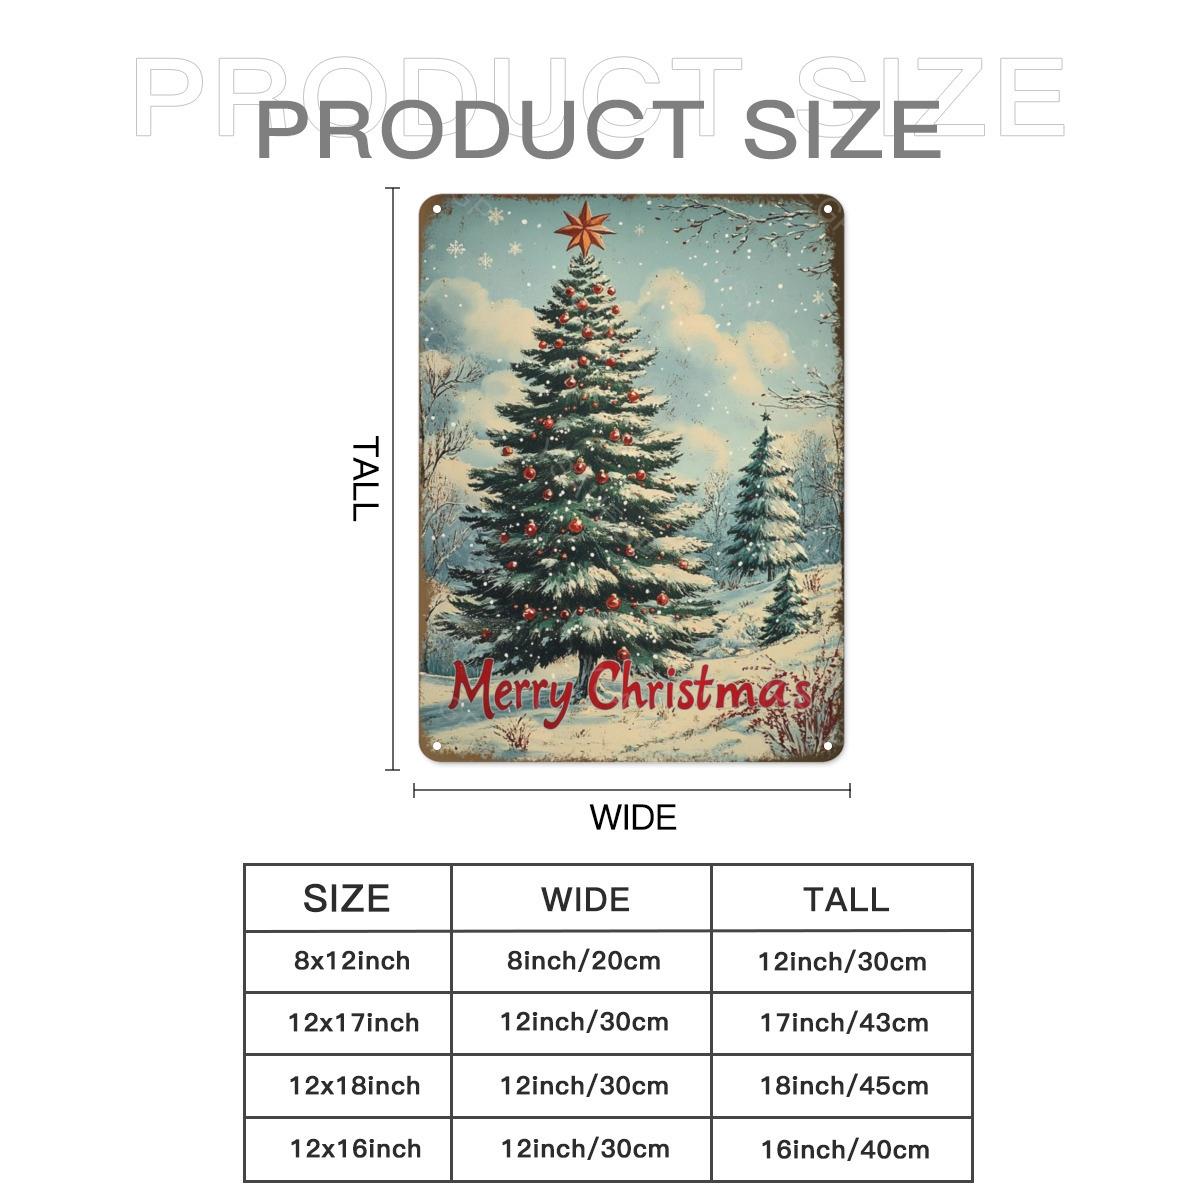 PRODUCT SIZE
PRODUCT SIZE
TALL
Merry Christmas
WIDE
SIZE WIDE TALL
8x12inch 8inch/20cm 12inch/30cm
12x17inch 12inch/30cm 17inch/43cm
12x18inch 12inch/30cm 18inch/45cm
12x16inch 12inch/30cm 16inch/40cm